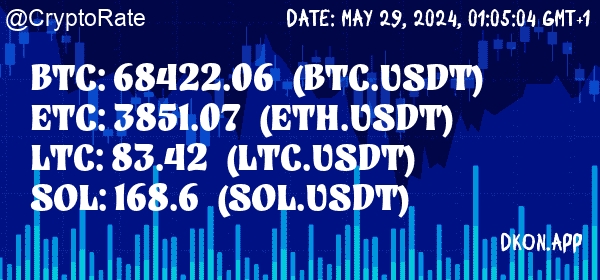 @CryptoRate
DATE: MAY 29, 2024, 01:05:04 GMT+1
BTC: 68422.06 (BTC.USDT)
ETC: 3851.07 (ETH.USDT)
LTC: 83.42 (LTC.USDT)
SOL: 168.6 (SOL.USDT)
DKON.APP